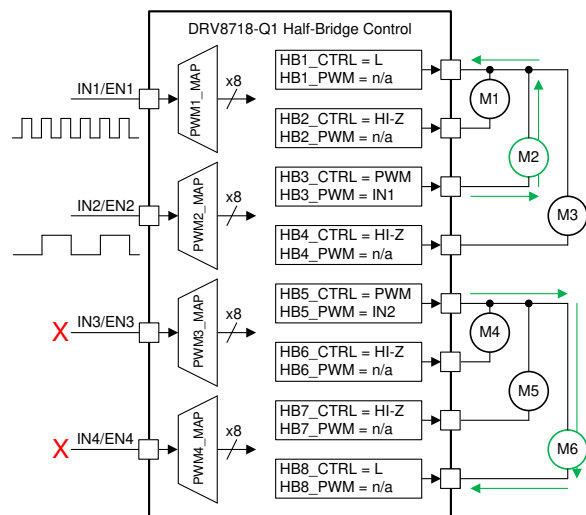 DRV8718-Q1 Half-Bridge Control
IN1/EN1
PWM1_MAP
x8
HB1_CTRL = L
HB1_PWM = n/a
M1
HB2_CTRL = HI-Z
HB2_PWM = n/a
M2
IN2/EN2
PWM2_MAP
x8
HB3_CTRL = PWM
HB3_PWM = IN1
M3
HB4_CTRL = HI-Z
HB4_PWM = n/a
X
IN3/EN3
PWM3_MAP
x8
HB5_CTRL = PWM
HB5_PWM = IN2
M4
HB6_CTRL = HI-Z
HB6_PWM = n/a
M5
X
IN4/EN4
PWM4_MAP
x8
HB7_CTRL = HI-Z
HB7_PWM = n/a
M6
HB8_CTRL = L
HB8_PWM = n/a